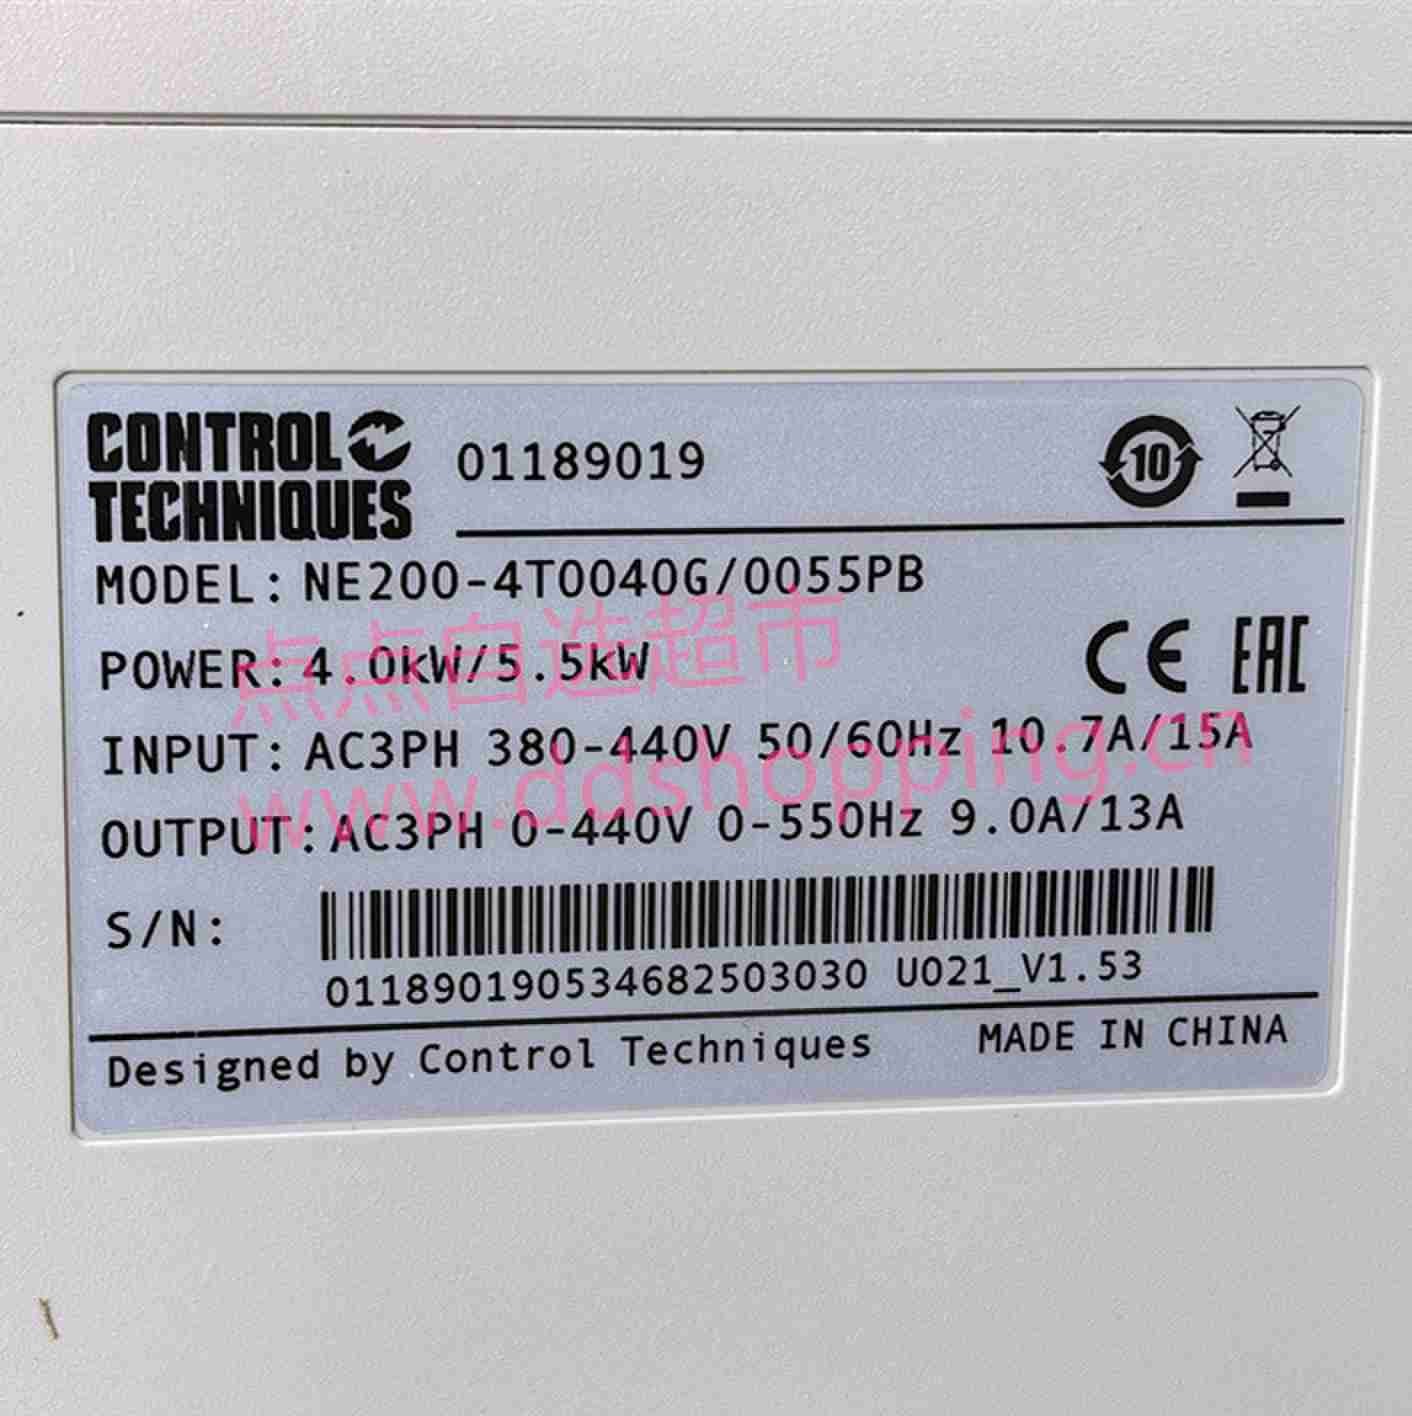 CONTROL
TECHNIQUES
01189019
10
MODEL: NE200-4T0040G/0055PB
点点自选超市
POWER: 4.0kW/5.5kW
CE EAC
INPUT: AC3PH 380-440V 50/60Hz 10.7A/15A
www.ddshopping.cn
OUTPUT: AC3PH 0-440V 0-550Hz 9.0A/13A
S/N:
011890190534682503030 U021_V1.53
Designed by Control Techniques MADE IN CHINA